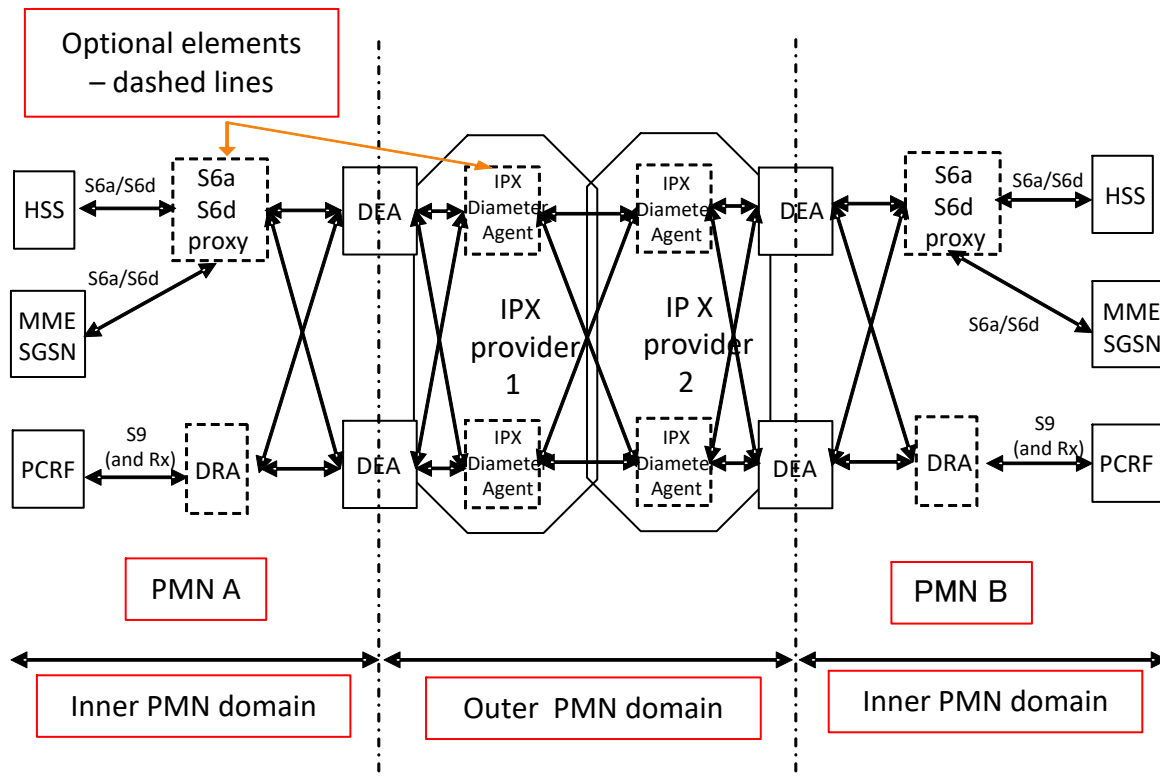 Optional elements
– dashed lines
HSS
S6a/S6d
S6a
S6d
proxy
S6a/S6d
MME
SGSN
PCRF
S9
(and Rx)
DRA
DEA
DEA
IPX
Diameter
Agent
IPX
provider
1
IPX
Diameter
Agent
IPX
Diameter
Agent
IP X
provider
2
IPX
Diameter
Agent
DEA
DEA
S6a
S6d
proxy
S6a/S6d
HSS
S6a/S6d
MME
SGSN
DRA
S9
(and Rx)
PCRF
PMN A
PMN B
Inner PMN domain
Outer PMN domain
Inner PMN domain